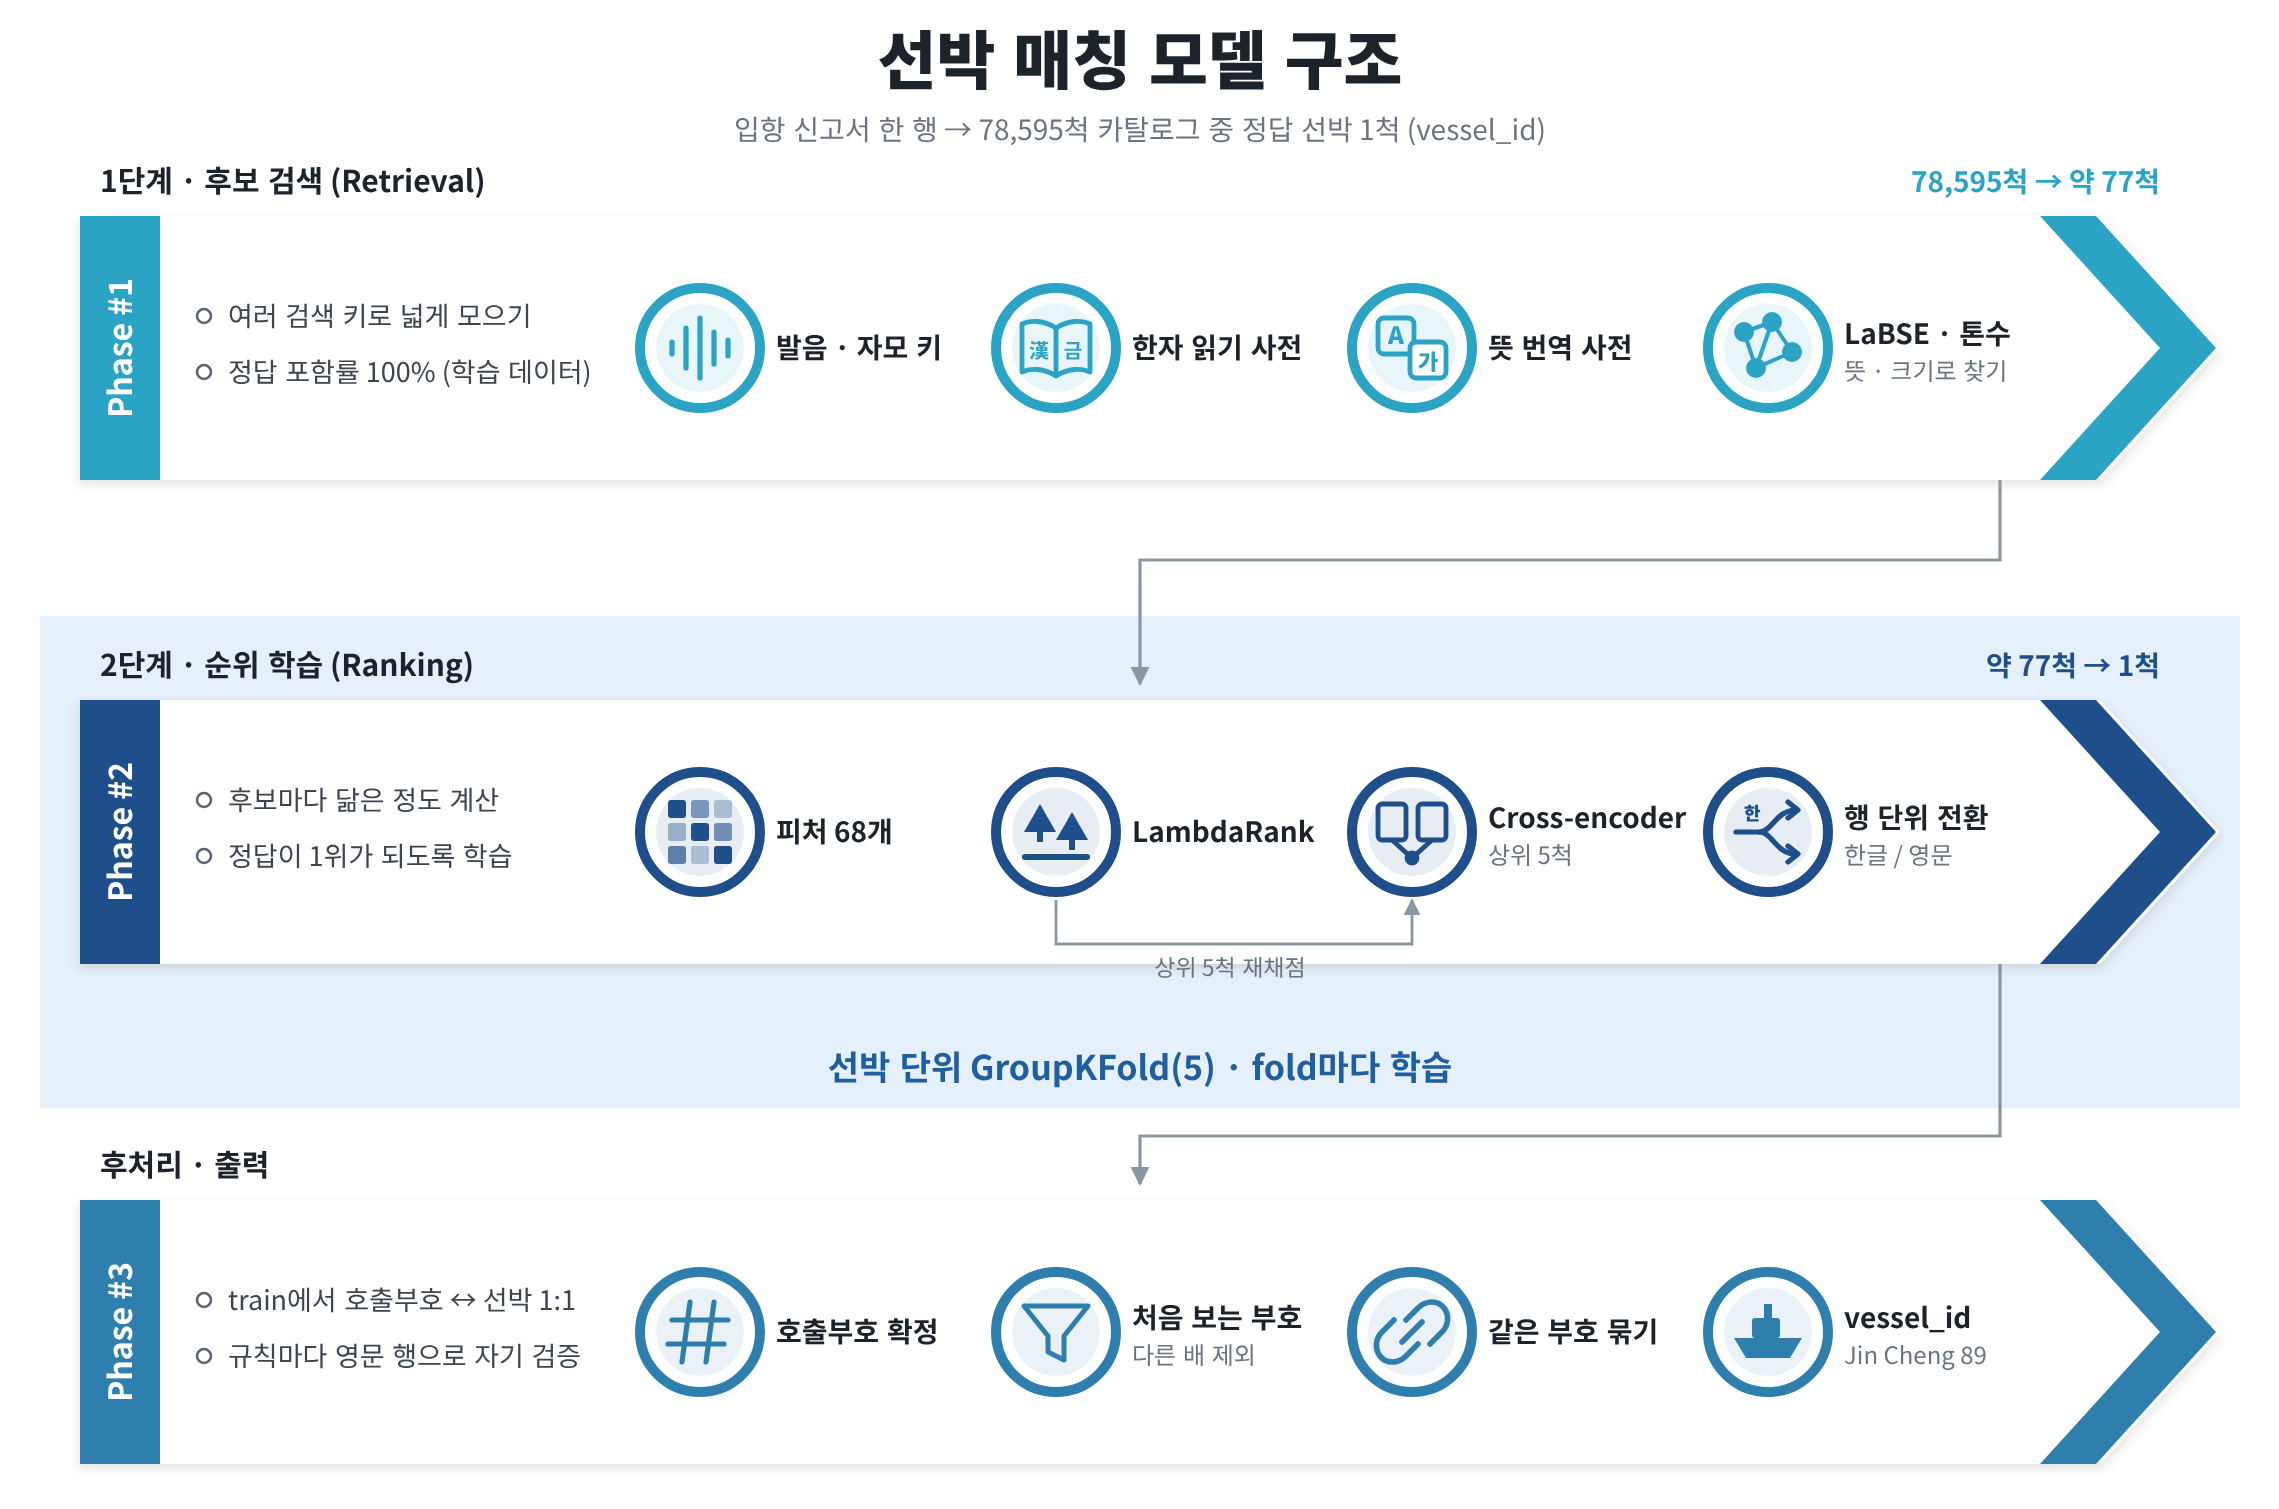 선박 매칭 모델 구조
입항 신고서 한 행 → 78,595척 카탈로그 중 정답 선박 1척 (vessel_id)
1단계 · 후보 검색 (Retrieval)
78,595척 → 약 77척
Phase #1
여러 검색 키로 넓게 모으기
정답 포함률 100% (학습 데이터)
발음 · 자모 키
漢 금
한자 읽기 사전
A 가
뜻 번역 사전
LaBSE · 톤수
뜻 · 크기로 찾기
2단계 · 순위 학습 (Ranking)
약 77척 → 1척
Phase #2
후보마다 닮은 정도 계산
정답이 1위가 되도록 학습
피처 68개
LambdaRank
Cross-encoder
상위 5척
한
행 단위 전환
한글 / 영문
상위 5척 재채점
선박 단위 GroupKFold(5) · fold마다 학습
후처리 · 출력
Phase #3
train에서 호출부호 ↔ 선박 1:1
규칙마다 영문 행으로 자기 검증
호출부호 확정
처음 보는 부호
다른 배 제외
같은 부호 묶기
vessel_id
Jin Cheng 89